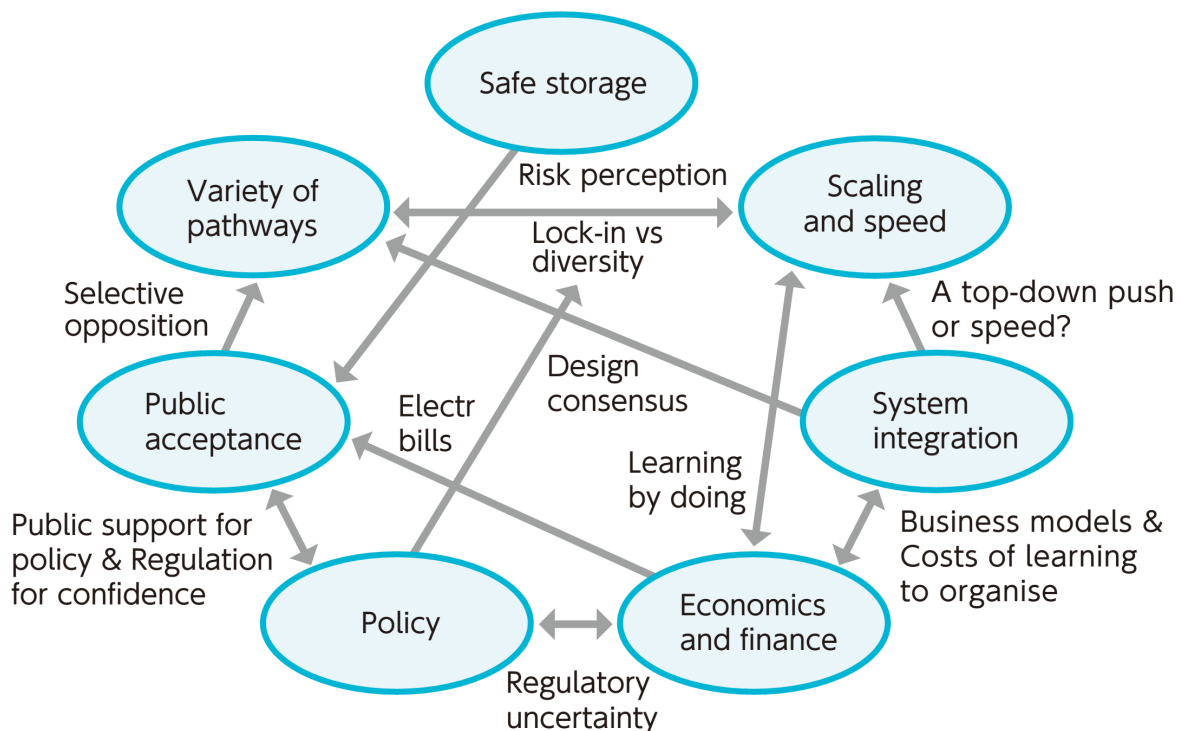 Safe storage
Variety of
pathways
Risk perception
Scaling
and speed
Lock-in vs
diversity
Selective
opposition
A top-down push
or speed?
Design
consensus
Public
acceptance
Electr
bills
System
integration
Learning
by doing
Public support for
policy & Regulation
for confidence
Business models &
Costs of learning
to organise
Policy
Economics
and finance
Regulatory
uncertainty